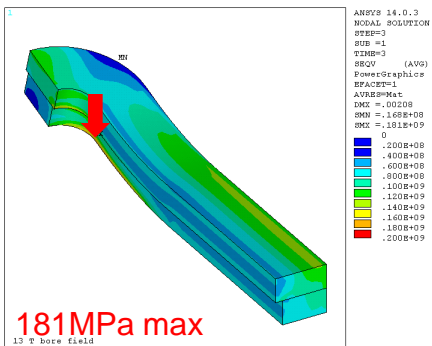 1
ANSYS 14.0.3
NODAL SOLUTION
STEP=3
SUB =1
TIME=3
SEQV (AVG)
PowerGraphics
EFACET=1
AVRES=Mat
DMX =.00208
SMN =.168E+08
SMX =.181E+09
0
.200E+08
.400E+08
.600E+08
.800E+08
.100E+09
.120E+09
.140E+09
.160E+09
.180E+09
.200E+09
MN
181MPa max
13 T bore field